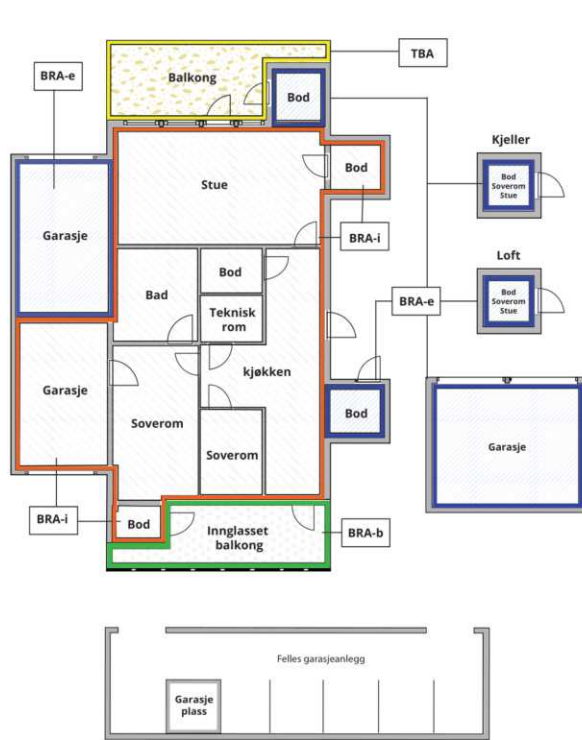 TBA
BRA-e
Balkong
Bod
Kjeller
Bod
Soverom
Stue
Stue
Bod
Garasje
BRA-i
Loft
Bod
Soverom
Stue
Bad
Bod
BRA-e
Teknisk
rom
Garasje
kjøkken
Bod
Soverom
Soverom
Garasje
BRA-i
Bod
Innglasset
balkong
BRA-b
Felles garasjeanlegg
Garasje
plass